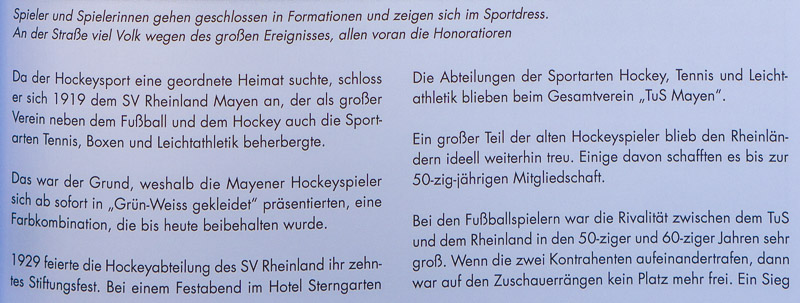 Spieler und Spielerinnen gehen geschlossen in Formationen und zeigen sich im Sportdress.
An der Straße viel Volk wegen des großen Ereignisses, allen voran die Honoratioren
Da der Hockeysport eine geordnete Heimat suchte, schloss
er sich 1919 dem SV Rheinland Mayen an, der als großer
Verein neben dem Fußball und dem Hockey auch die Sport-
arten Tennis, Boxen und Leichtathletik beherbergte.
Das war der Grund, weshalb die Mayener Hockeyspieler
sich ab sofort in „Grün-Weiss gekleidet“ präsentierten, eine
Farbkombination, die bis heute beibehalten wurde.
1929 feierte die Hockeyabteilung des SV Rheinland ihr zehn-
tes Stiftungsfest. Bei einem Festabend im Hotel Sterngarten
Die Abteilungen der Sportarten Hockey, Tennis und Leicht-
athletik blieben beim Gesamtverein „TuS Mayen“.
Ein großer Teil der alten Hockeyspieler blieb den Rheinlän-
dern ideell weiterhin treu. Einige davon schafften es bis zur
50-zig-jährigen Mitgliedschaft.
Bei den Fußballspielern war die Rivalität zwischen dem TuS
und dem Rheinland in den 50-ziger und 60-ziger Jahren sehr
groß. Wenn die zwei Kontrahenten aufeinandertrafen, dann
war auf den Zuschauerrängen kein Platz mehr frei. Ein Sieg